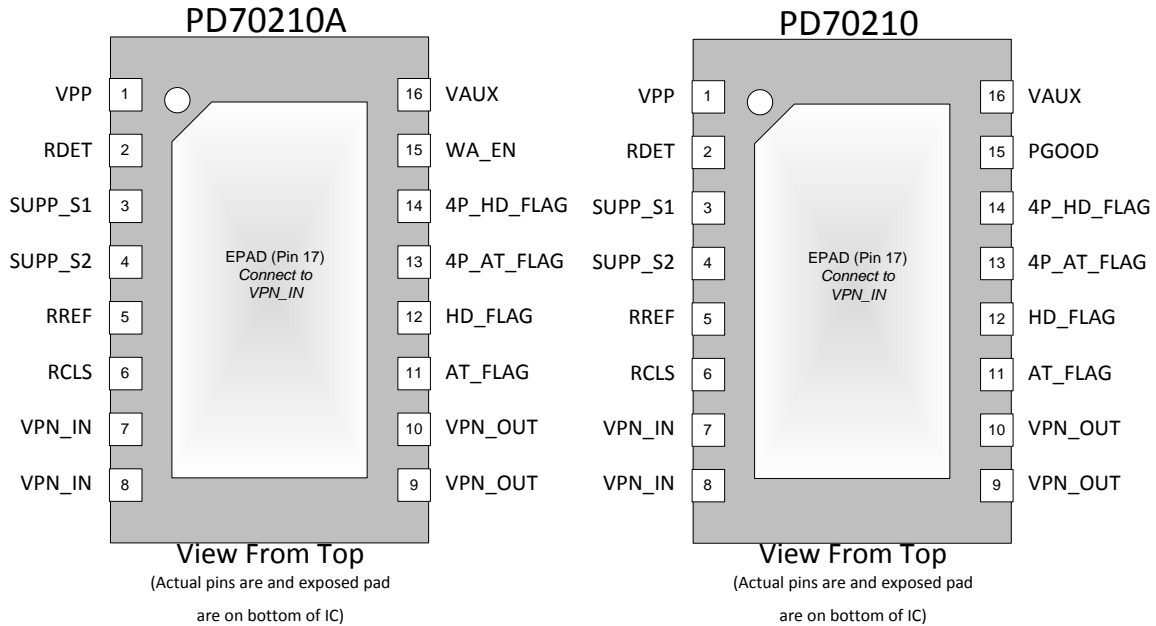 PD70210A
VPP 1
16 VAUX
RDET 2
15 WA_EN
SUPP_S1 3
14 4P_HD_FLAG
SUPP_S2 4
13 4P_AT_FLAG
RREF 5
12 HD_FLAG
RCLS 6
11 AT_FLAG
VPN_IN 7
10 VPN_OUT
VPN_IN 8
9 VPN_OUT
EPAD (Pin 17)
Connect to
VPN_IN
View From Top
(Actual pins are and exposed pad
are on bottom of IC)
PD70210
VPP 1
16 VAUX
RDET 2
15 PGOOD
SUPP_S1 3
14 4P_HD_FLAG
SUPP_S2 4
13 4P_AT_FLAG
RREF 5
12 HD_FLAG
RCLS 6
11 AT_FLAG
VPN_IN 7
10 VPN_OUT
VPN_IN 8
9 VPN_OUT
EPAD (Pin 17)
Connect to
VPN_IN
View From Top
(Actual pins are and exposed pad
are on bottom of IC)